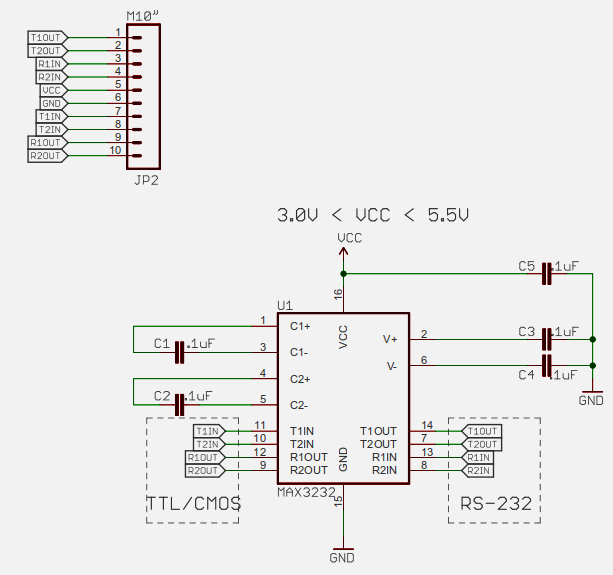 M10"
T1OUT 1
T2OUT 2
R1IN 3
R2IN 4
VCC 5
GND 6
T1IN 7
T2IN 8
R1OUT 9
R2OUT 10
JP2
3.0V < VCC < 5.5V
VCC
C5 .1uF
16
U1
1 C1+ VCC V+ 2
C3 .1uF
C1 .1uF
3 C1-
4 C2+ V- 6
C4 .1uF
GND
C2 .1uF
5 C2-
T1IN 11 T1IN T1OUT 14 T1OUT
T2IN 10 T2IN T2OUT 7 T2OUT
R1OUT 12 R1OUT GND R1IN 13 R1IN
R2OUT 9 R2OUT R2IN 8 R2IN
MAX3232
15
TTL/CMOS
RS-232
GND